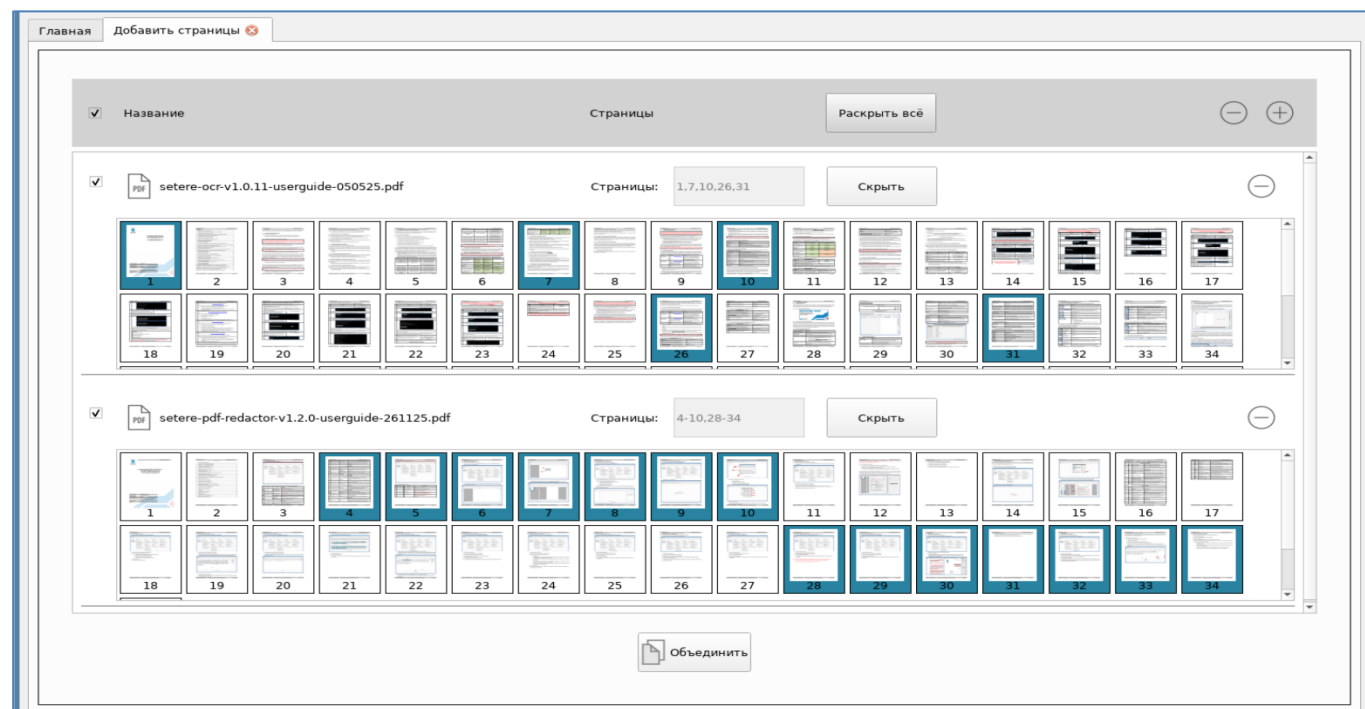 Главная Добавить страницы
Название Страницы Раскрыть всё
PDF setere-ocr-v1.0.11-userguide-050525.pdf Страницы: 1,7,10,26,31 Скрыть
1 2 3 4 5 6 7 8 9 10 11 12 13 14 15 16 17
18 19 20 21 22 23 24 25 26 27 28 29 30 31 32 33 34
PDF setere-pdf-redactor-v1.2.0-userguide-261125.pdf Страницы: 4-10,28-34 Скрыть
1 2 3 4 5 6 7 8 9 10 11 12 13 14 15 16 17
18 19 20 21 22 23 24 25 26 27 28 29 30 31 32 33 34
Объединить